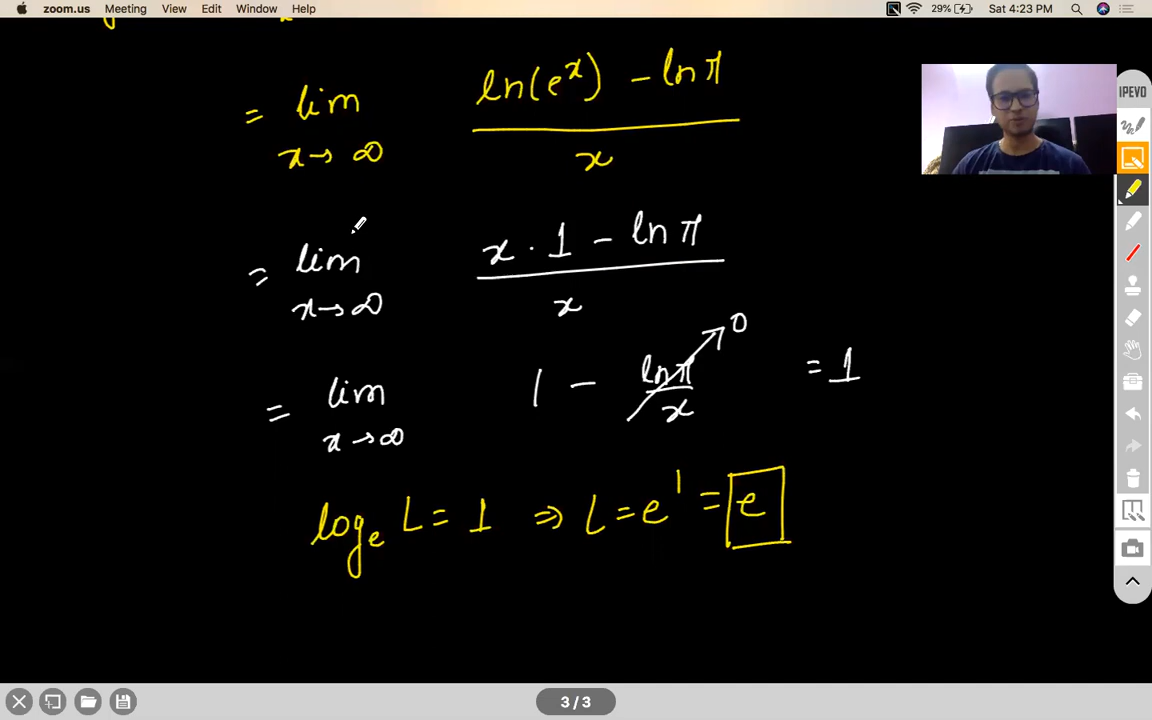 zoom.us Meeting View Edit Window Help 29% Sat 4:23 PM
= lim x→∞ ln(e^x) - ln π / x
IPEVO
= lim x→∞ x · 1 - ln π / x
= lim x→∞ 1 - ln π / x 0 = 1
log_e L = 1 ⇒ L = e^1 = e
3 / 3